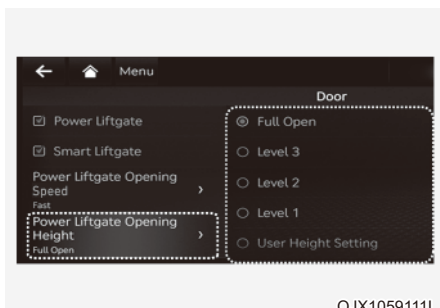 Menu
Door
Power Liftgate
Full Open
Smart Liftgate
Level 3
Power Liftgate Opening
Speed
Fast
Level 2
Power Liftgate Opening
Height
Full Open
Level 1
User Height Setting
OJX1059111L